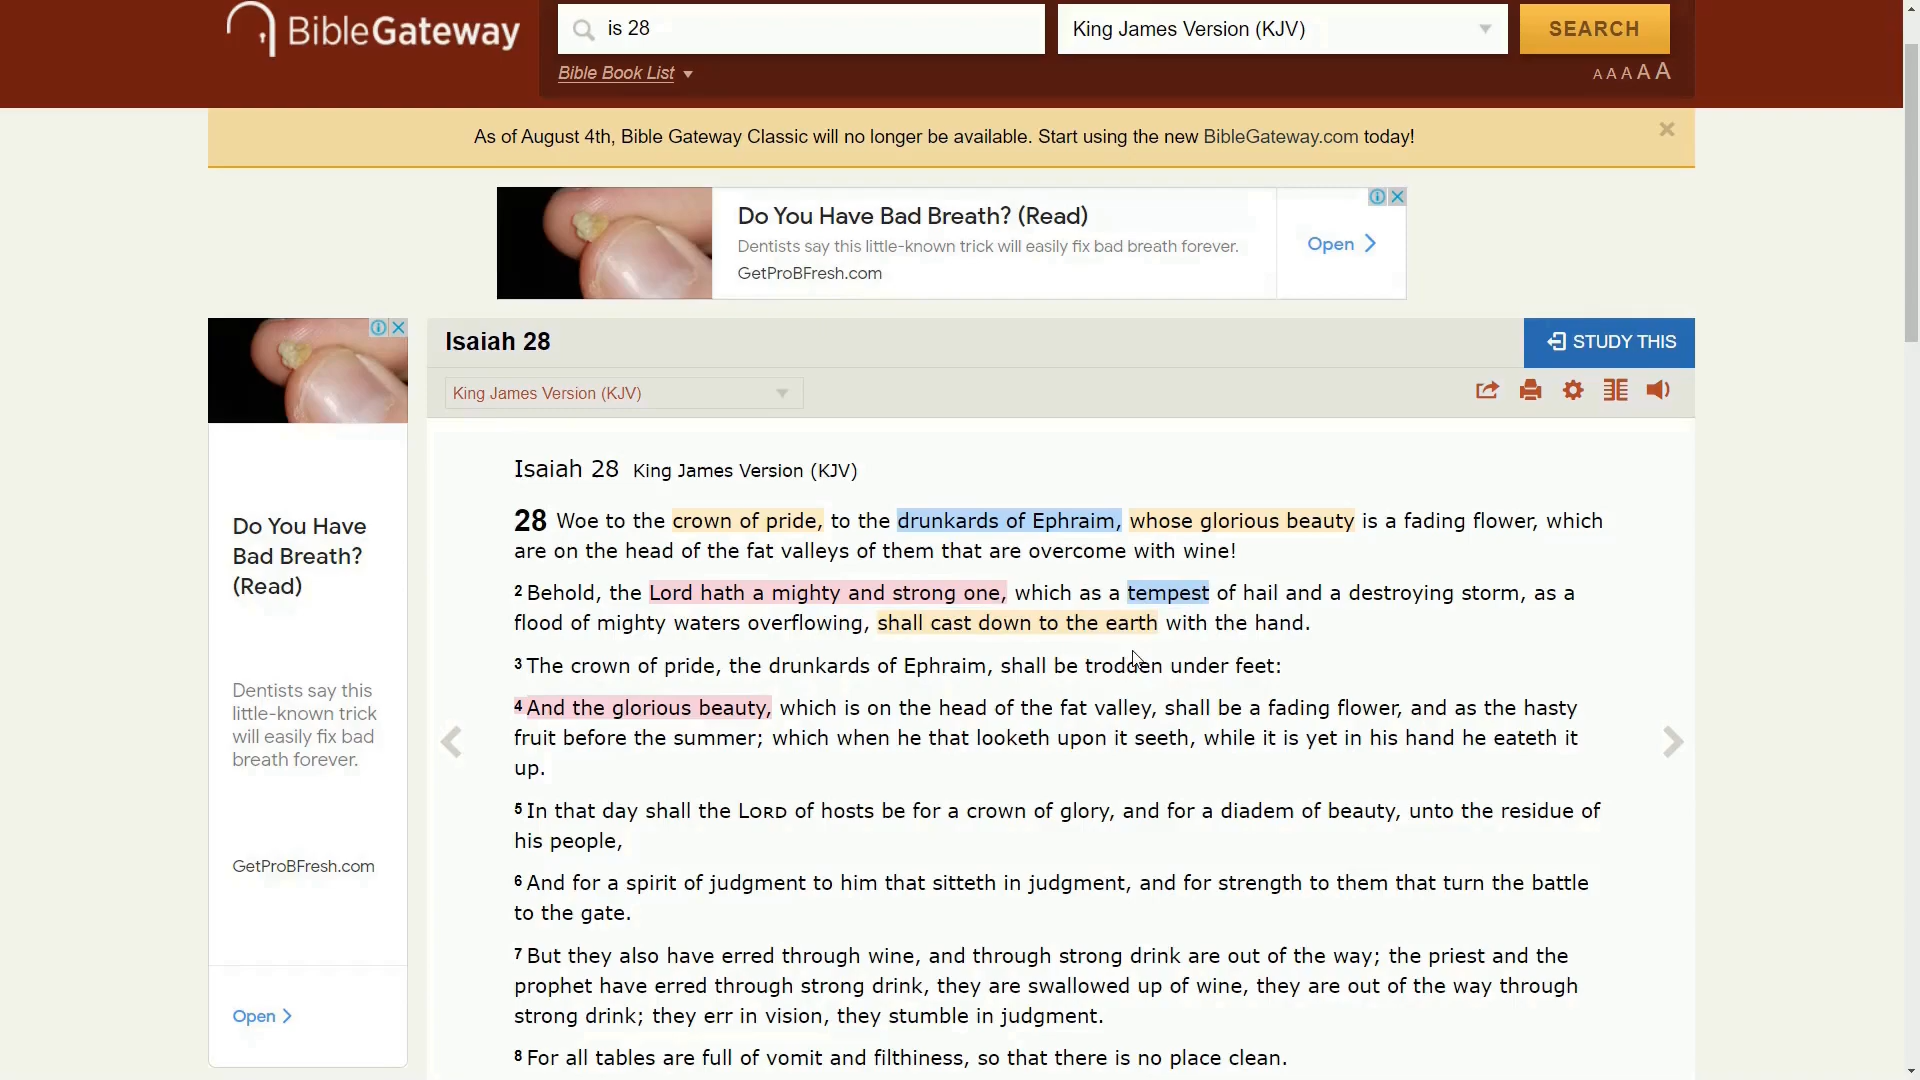 BibleGateway
is 28
King James Version (KJV)
SEARCH
Bible Book List
A A A A A
As of August 4th, Bible Gateway Classic will no longer be available. Start using the new BibleGateway.com today!
Do You Have Bad Breath? (Read)
Dentists say this little-known trick will easily fix bad breath forever.
GetProBFresh.com
Open
Isaiah 28
STUDY THIS
King James Version (KJV)
Do You Have
Bad Breath?
(Read)
Dentists say this
little-known trick
will easily fix bad
breath forever.
GetProBFresh.com
Open
Isaiah 28 King James Version (KJV)
28 Woe to the crown of pride, to the drunkards of Ephraim, whose glorious beauty is a fading flower, which
are on the head of the fat valleys of them that are overcome with wine!
2 Behold, the Lord hath a mighty and strong one, which as a tempest of hail and a destroying storm, as a
flood of mighty waters overflowing, shall cast down to the earth with the hand.
3 The crown of pride, the drunkards of Ephraim, shall be trodden under feet:
4 And the glorious beauty, which is on the head of the fat valley, shall be a fading flower, and as the hasty
fruit before the summer; which when he that looketh upon it seeth, while it is yet in his hand he eateth it
up.
5 In that day shall the LORD of hosts be for a crown of glory, and for a diadem of beauty, unto the residue of
his people,
6 And for a spirit of judgment to him that sitteth in judgment, and for strength to them that turn the battle
to the gate.
7 But they also have erred through wine, and through strong drink are out of the way; the priest and the
prophet have erred through strong drink, they are swallowed up of wine, they are out of the way through
strong drink; they err in vision, they stumble in judgment.
8 For all tables are full of vomit and filthiness, so that there is no place clean.